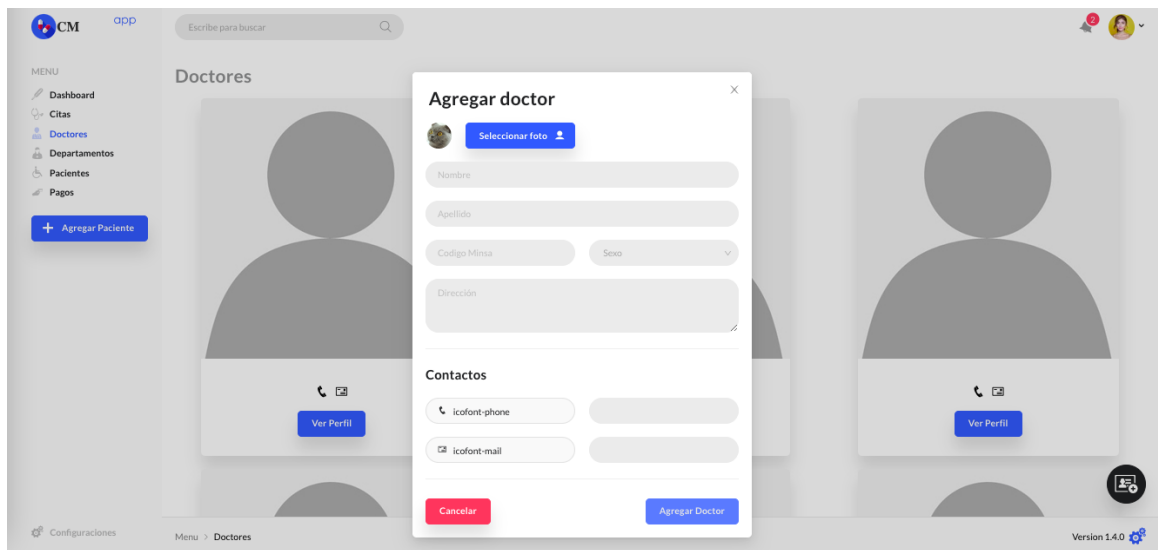 CM app
Escribe para buscar
2
MENU
Dashboard
Citas
Doctores
Departamentos
Pacientes
Pagos
+ Agregar Paciente
Configuraciones
Doctores
Ver Perfil
Ver Perfil
Agregar doctor
X
Seleccionar foto
Nombre
Apellido
Codigo Minsa
Sexo
Dirección
Contactos
icofont-phone
icofont-mail
Cancelar
Agregar Doctor
Menu > Doctores
Version 1.4.0